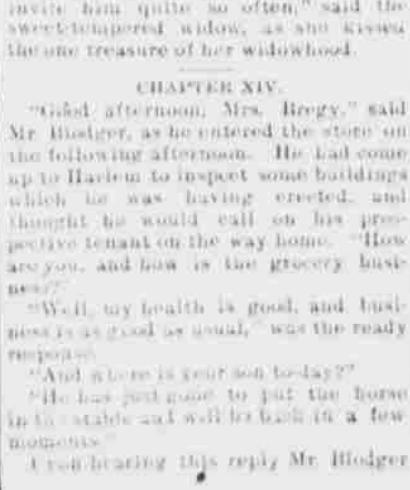 invite him quite so often," said the
sweet-tempered widow, as she kissed
the one treasure of her widowhood.
CHAPTER XIV.
"Good afternoon, Mrs. Bregy," said
Mr. Blodger, as he entered the store on
the following afternoon. He had come
up to Harlem to inspect some buildings
which he was having erected, and
thought he would call on his pros-
pective tenant on the way home. "How
are you, and how is the grocery busi-
ness?"
"Well, my health is good, and busi-
ness is as good as usual," was the ready
response.
"And where is your son to-day?"
"He has just gone to put the horse
in the stable and will be back in a few
moments."
Upon hearing this reply Mr. Blodger